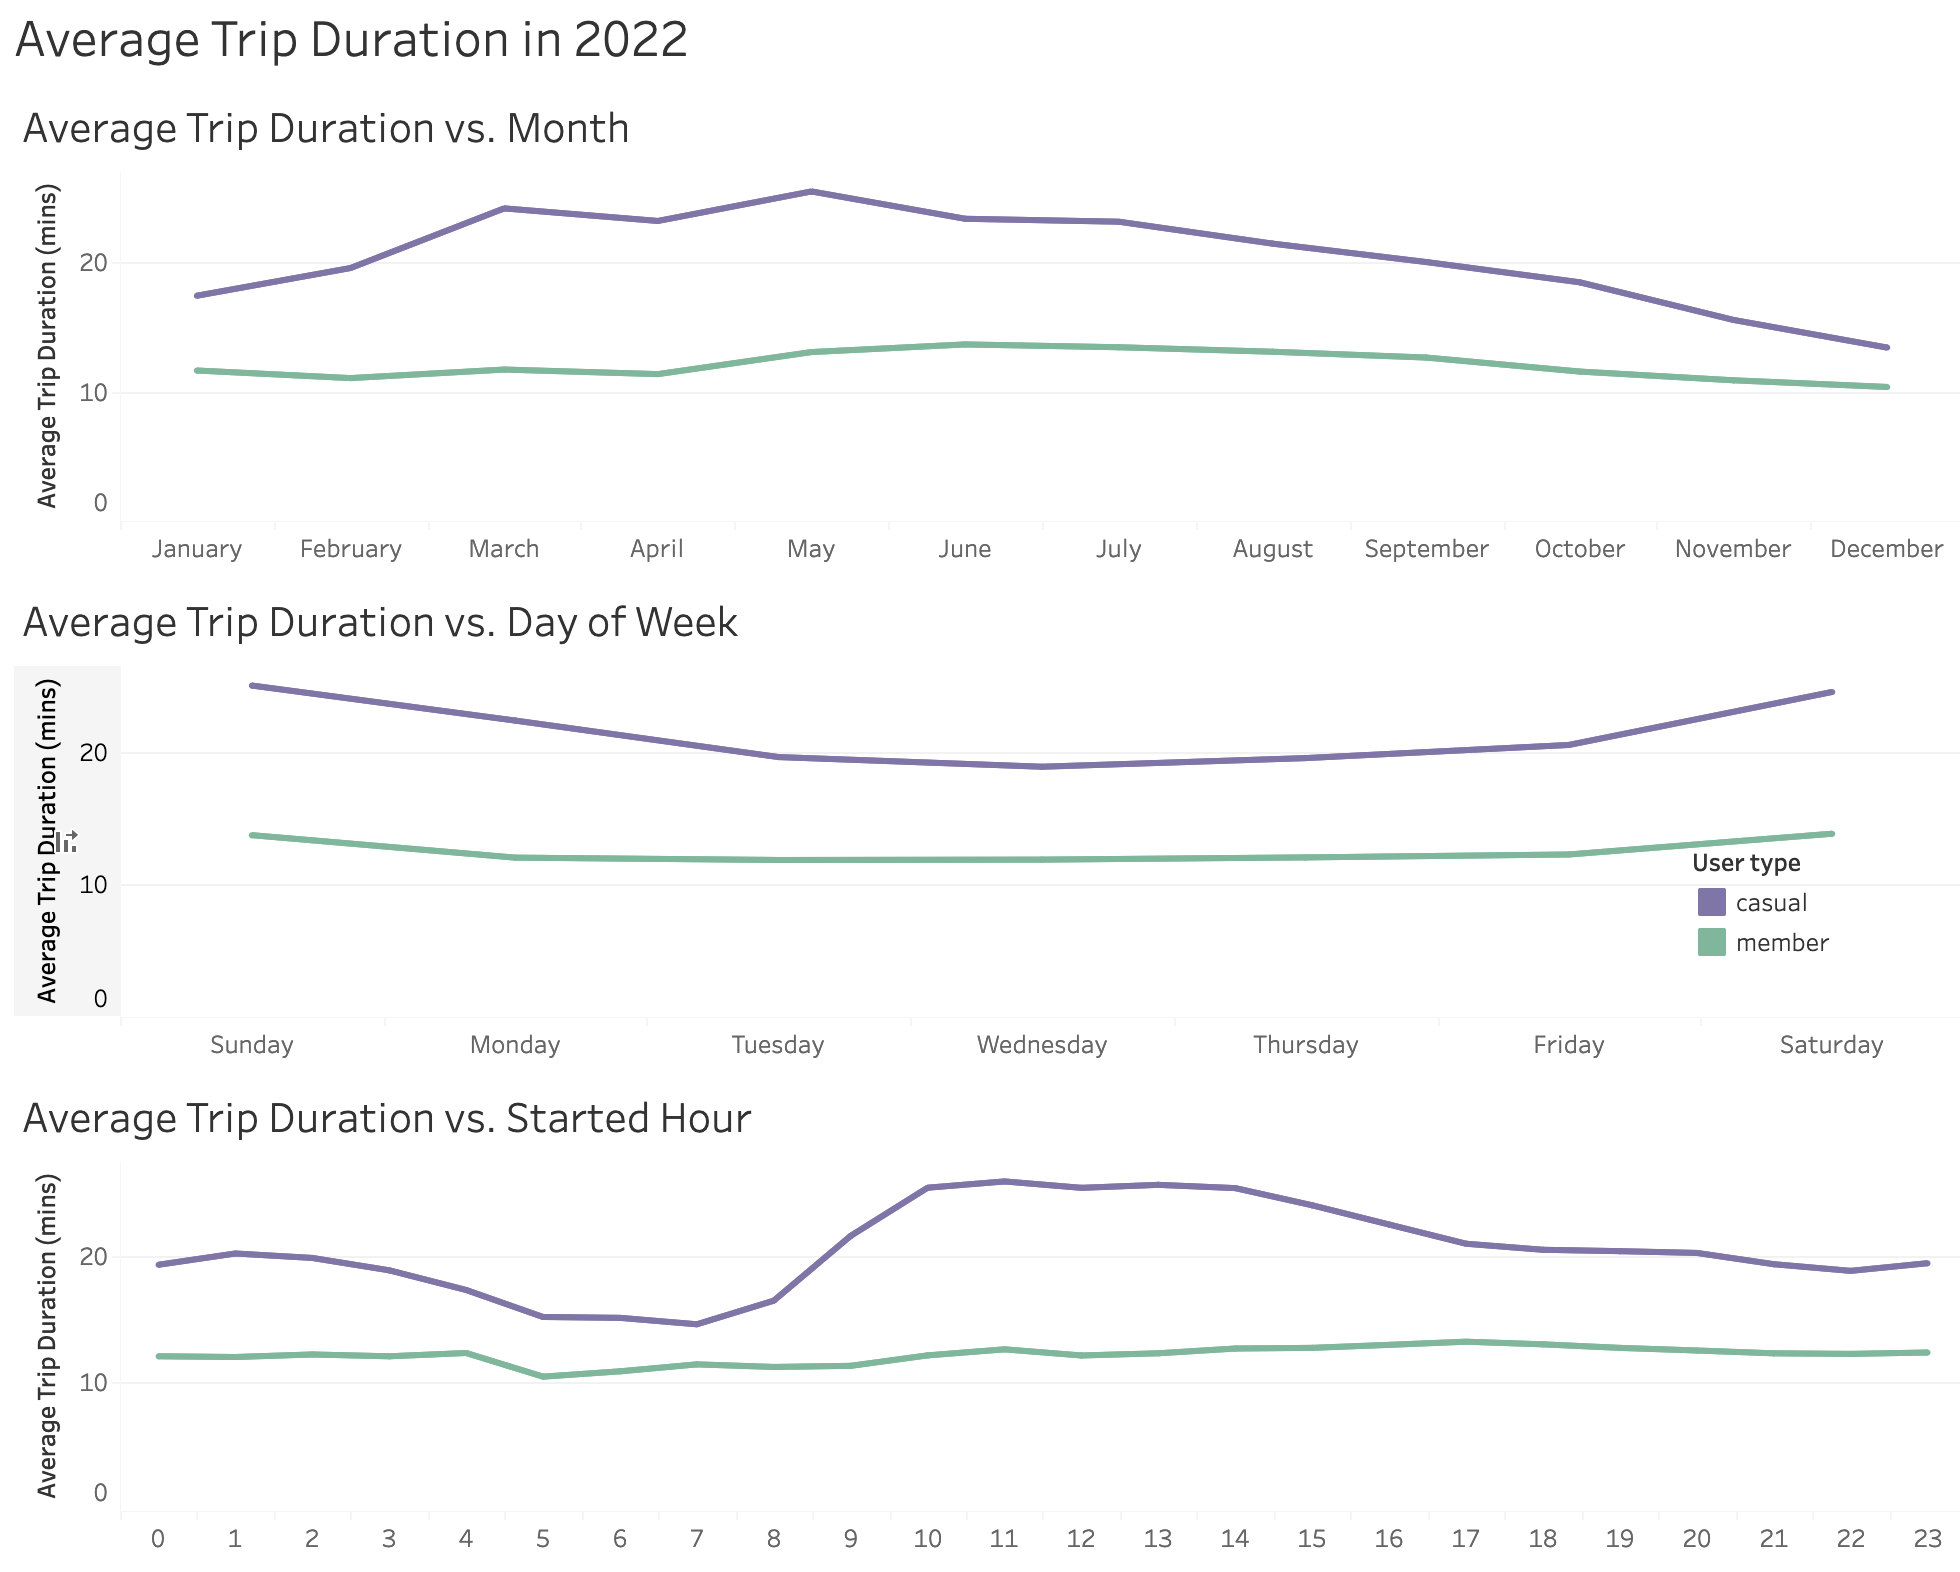 Average Trip Duration in 2022
Average Trip Duration vs. Month
Average Trip Duration (mins)
20
10
0
January February March April May June July August September October November December
Average Trip Duration vs. Day of Week
Average Trip Duration (mins)
20
10
0
User type
casual
member
Sunday Monday Tuesday Wednesday Thursday Friday Saturday
Average Trip Duration vs. Started Hour
Average Trip Duration (mins)
20
10
0
0 1 2 3 4 5 6 7 8 9 10 11 12 13 14 15 16 17 18 19 20 21 22 23